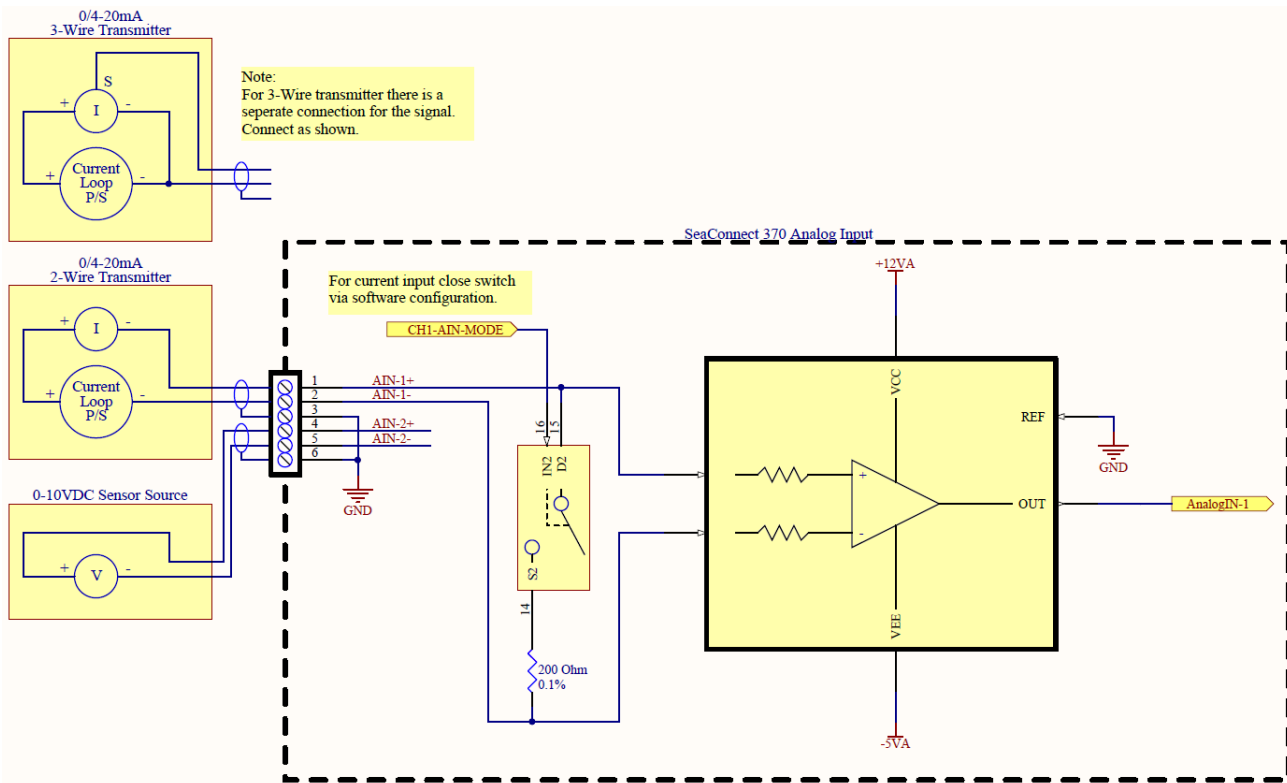 0/4-20mA
3-Wire Transmitter
S
+ I -
+ Current Loop P/S -
Note:
For 3-Wire transmitter there is a
seperate connection for the signal.
Connect as shown.
SeaConnect 370 Analog Input
0/4-20mA
2-Wire Transmitter
+ I -
+ Current Loop P/S -
For current input close switch
via software configuration.
CH1-AIN-MODE
1 AIN-1+
2 AIN-1-
3
4 AIN-2+
5 AIN-2-
6
GND
0-10VDC Sensor Source
+ V -
16
15
IN2
D2
S2
14
200 Ohm
0.1%
+12VA
VCC
REF
GND
+
-
OUT
AnalogIN-1
VEE
-5VA